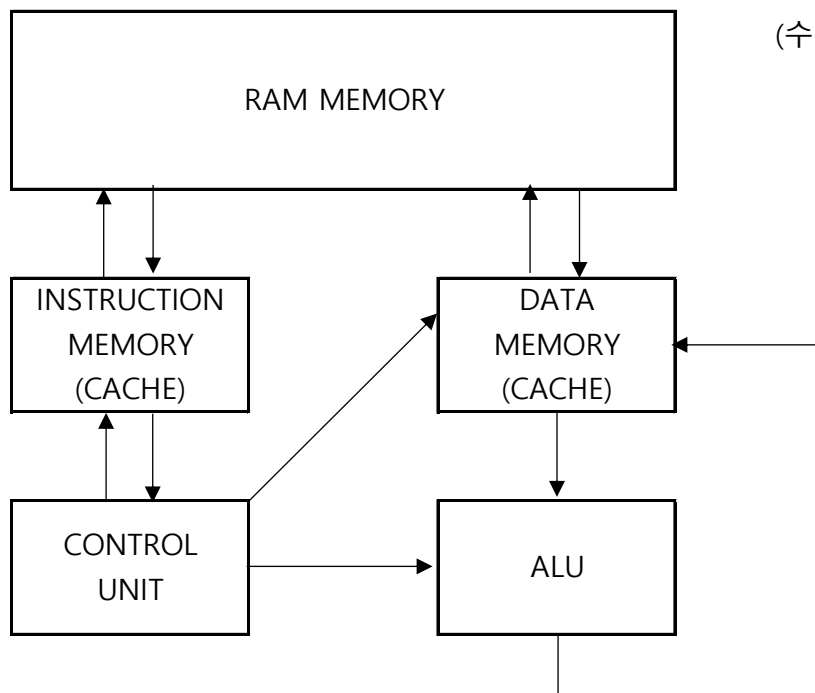 (수
RAM MEMORY
INSTRUCTION
MEMORY
(CACHE)
DATA
MEMORY
(CACHE)
CONTROL
UNIT
ALU